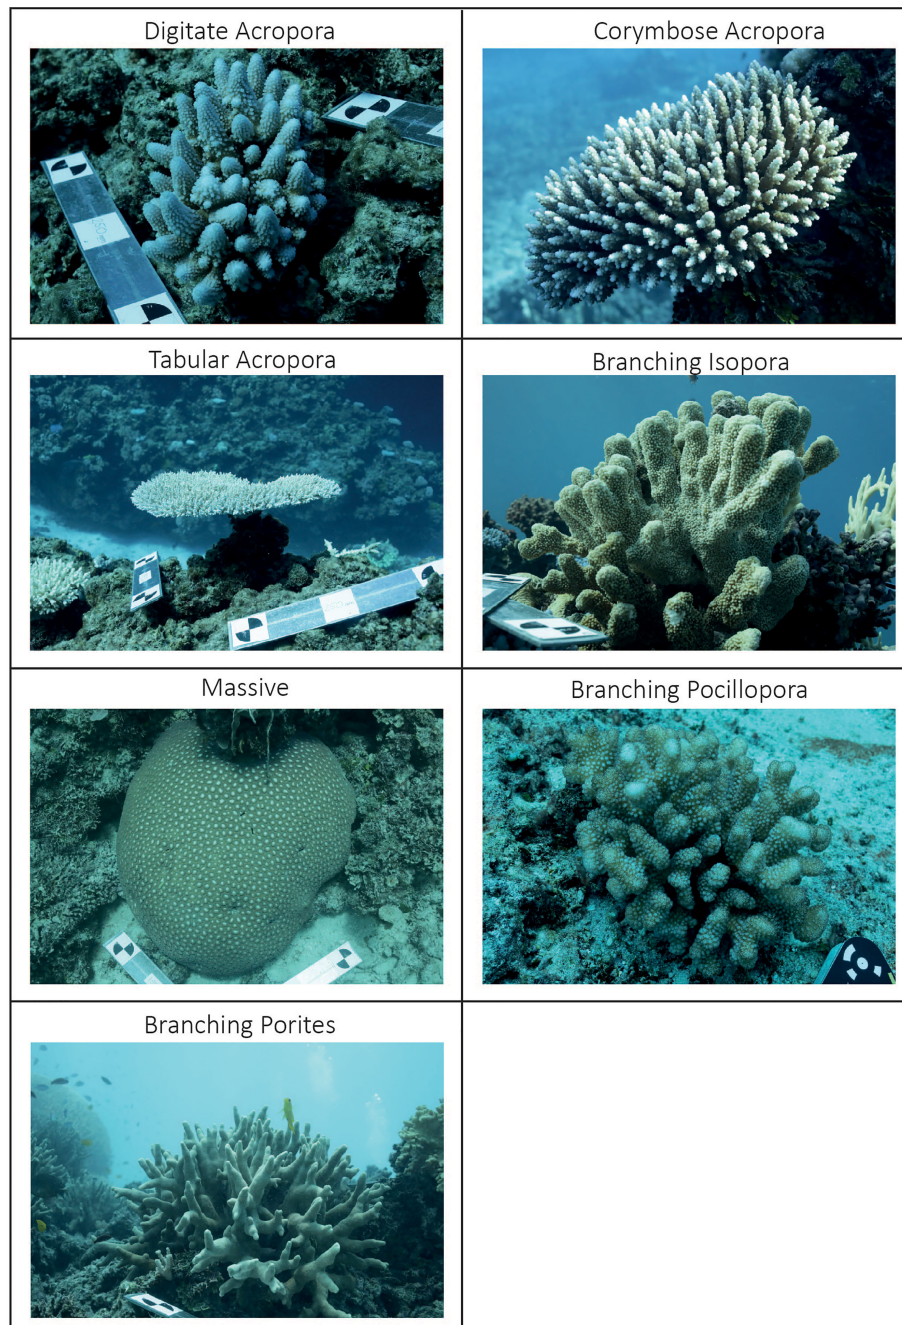 Digitate Acropora
Corymbose Acropora
Tabular Acropora
Branching Isopora
Massive
Branching Pocillopora
Branching Porites